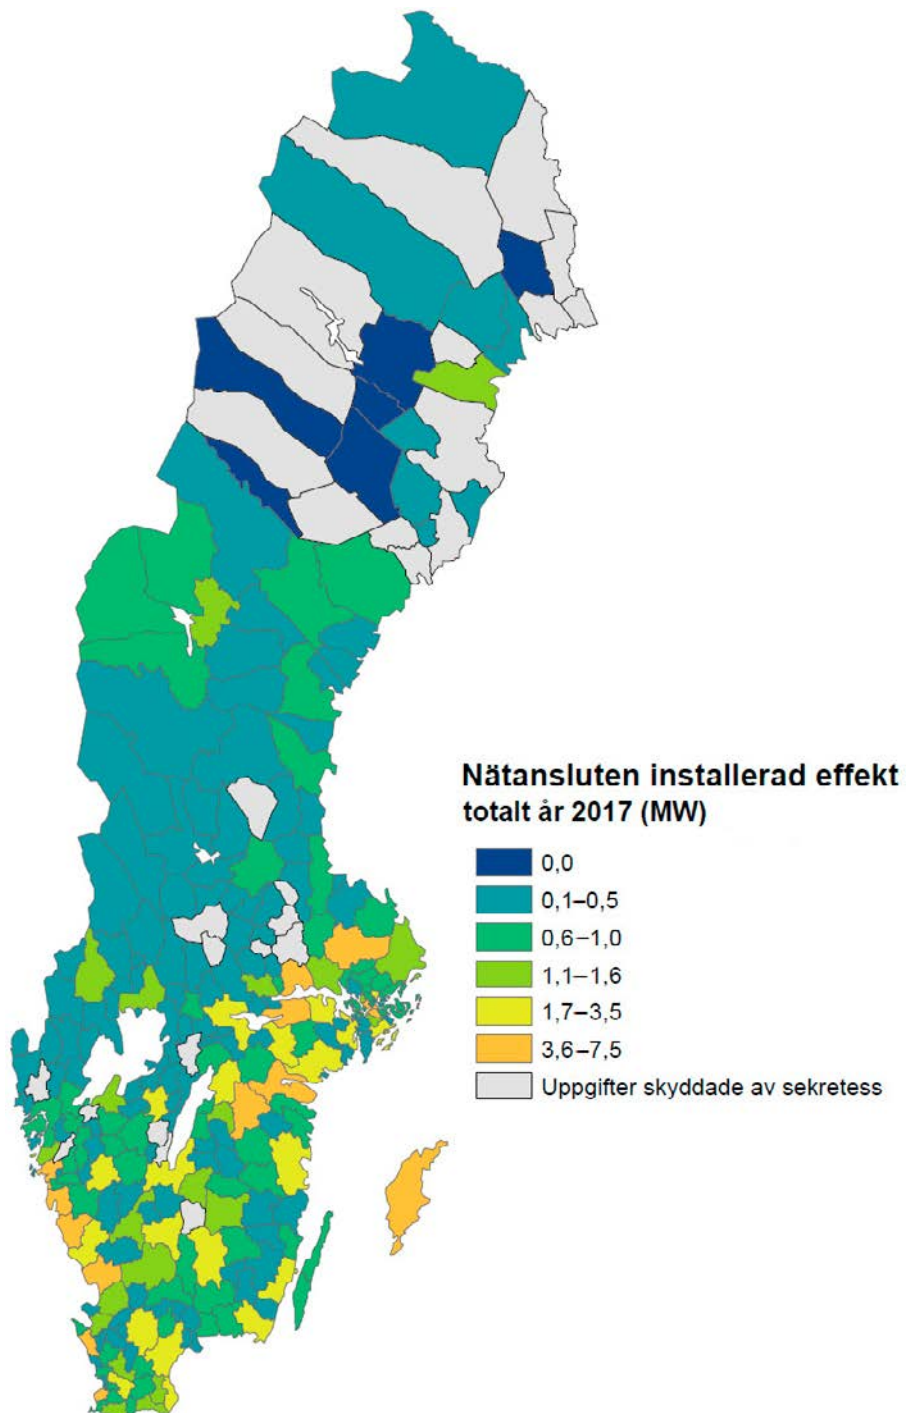 Nätansluten installerad effekt
totalt år 2017 (MW)
0,0
0,1–0,5
0,6–1,0
1,1–1,6
1,7–3,5
3,6–7,5
Uppgifter skyddade av sekretess